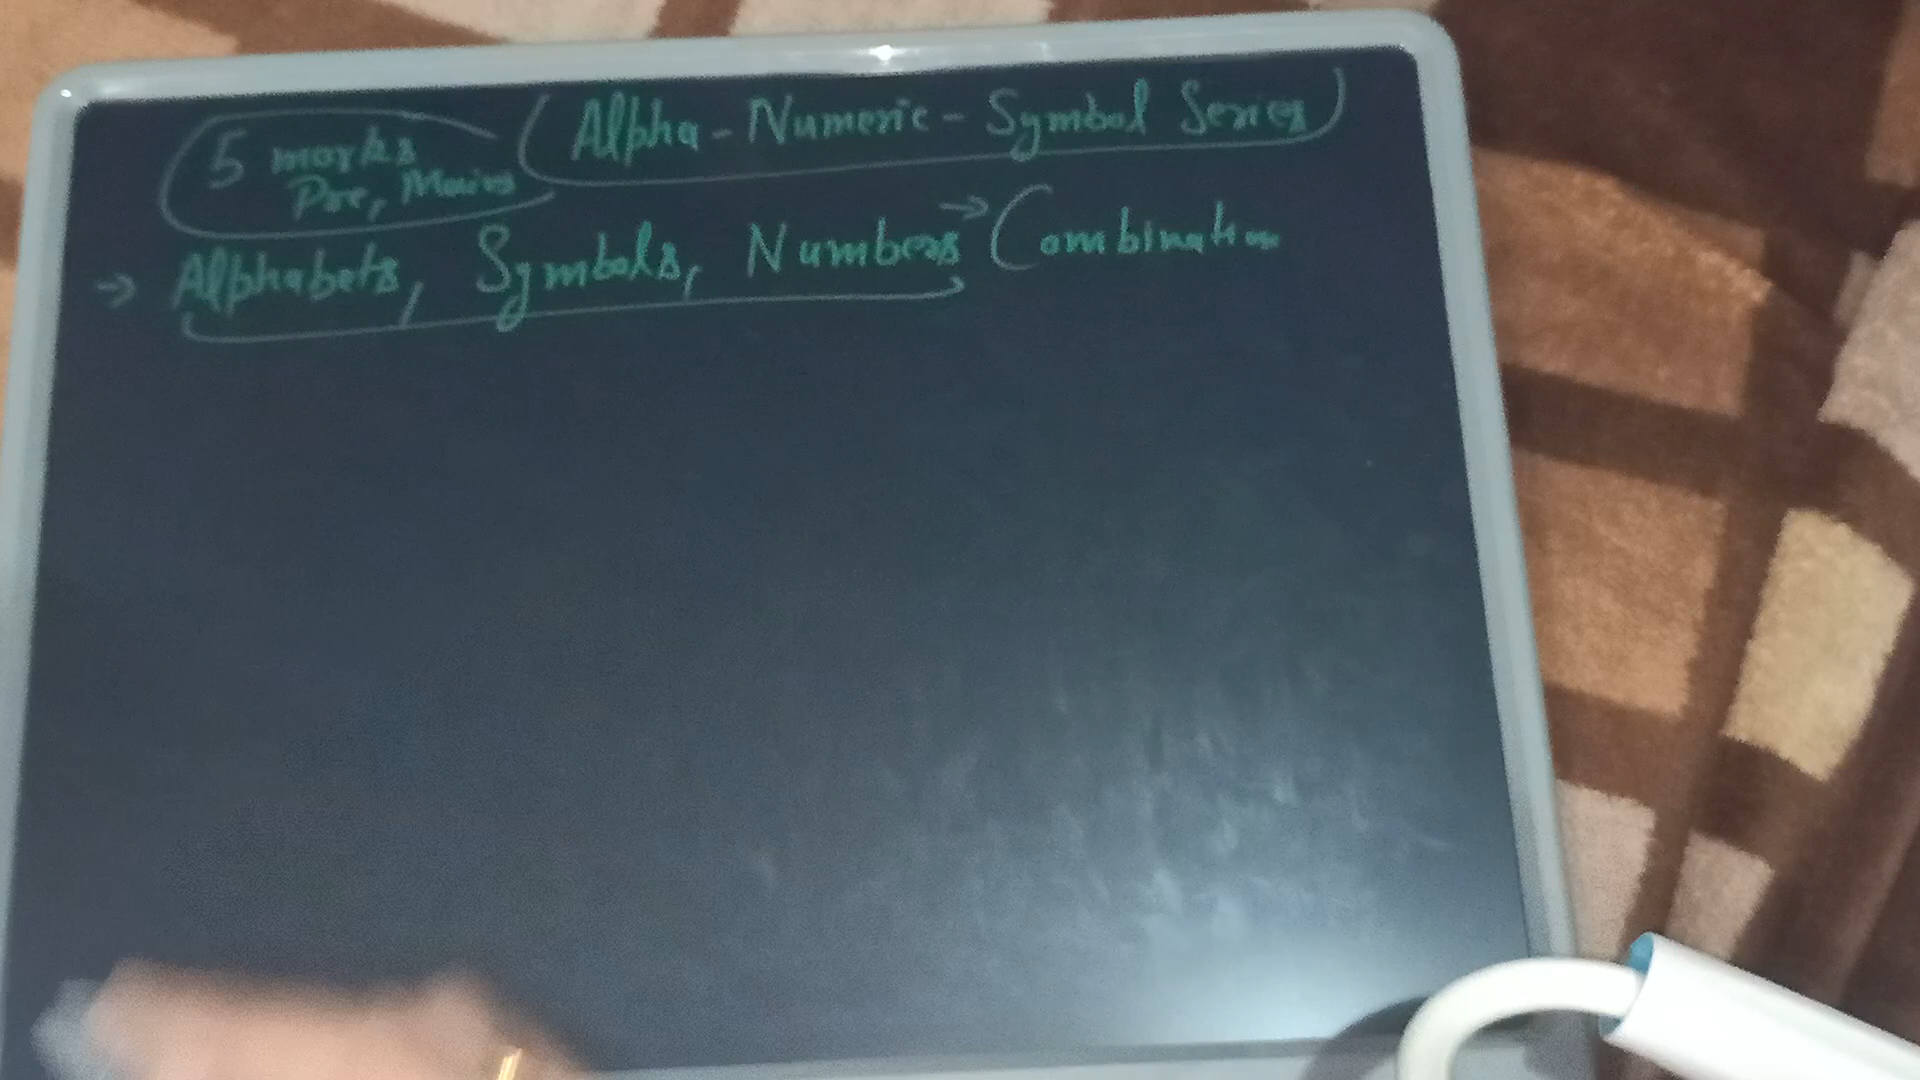 Alpha-Numeric-Symbol Series
5 marks
Pre, Mains
→ Alphabets, Symbols, Numbers → Combination